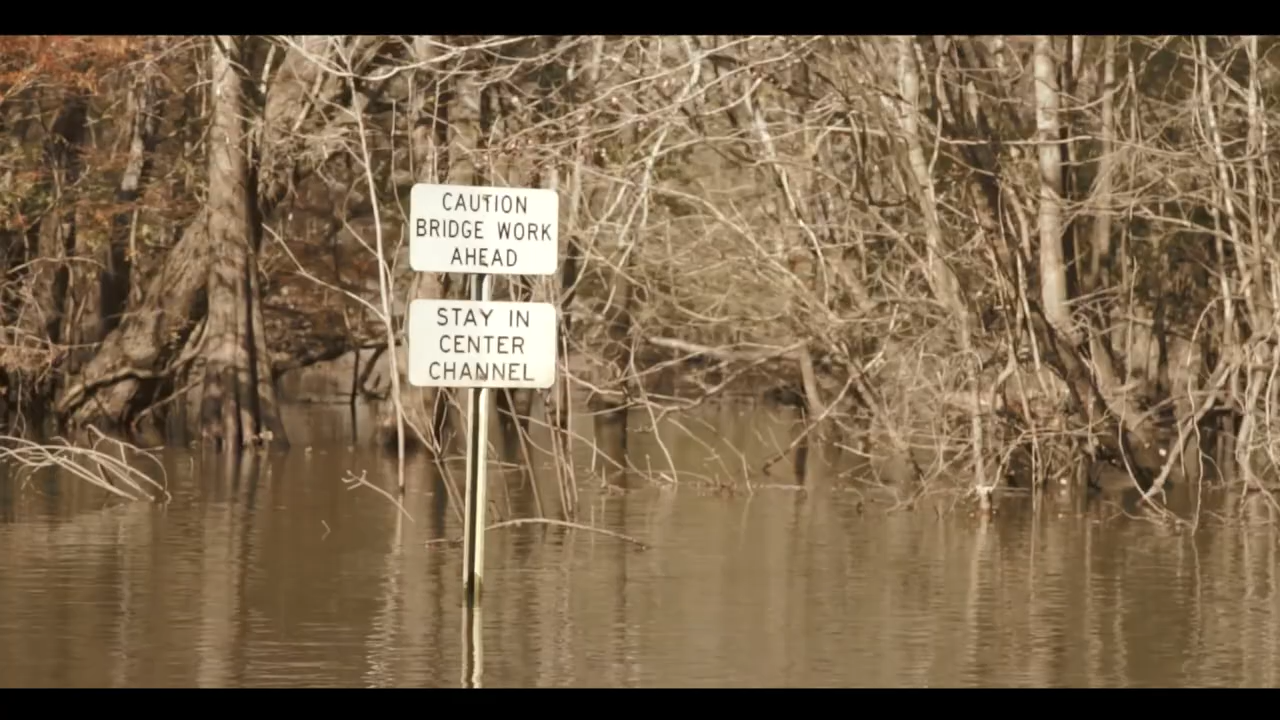 CAUTION
BRIDGE WORK
AHEAD
STAY IN
CENTER
CHANNEL